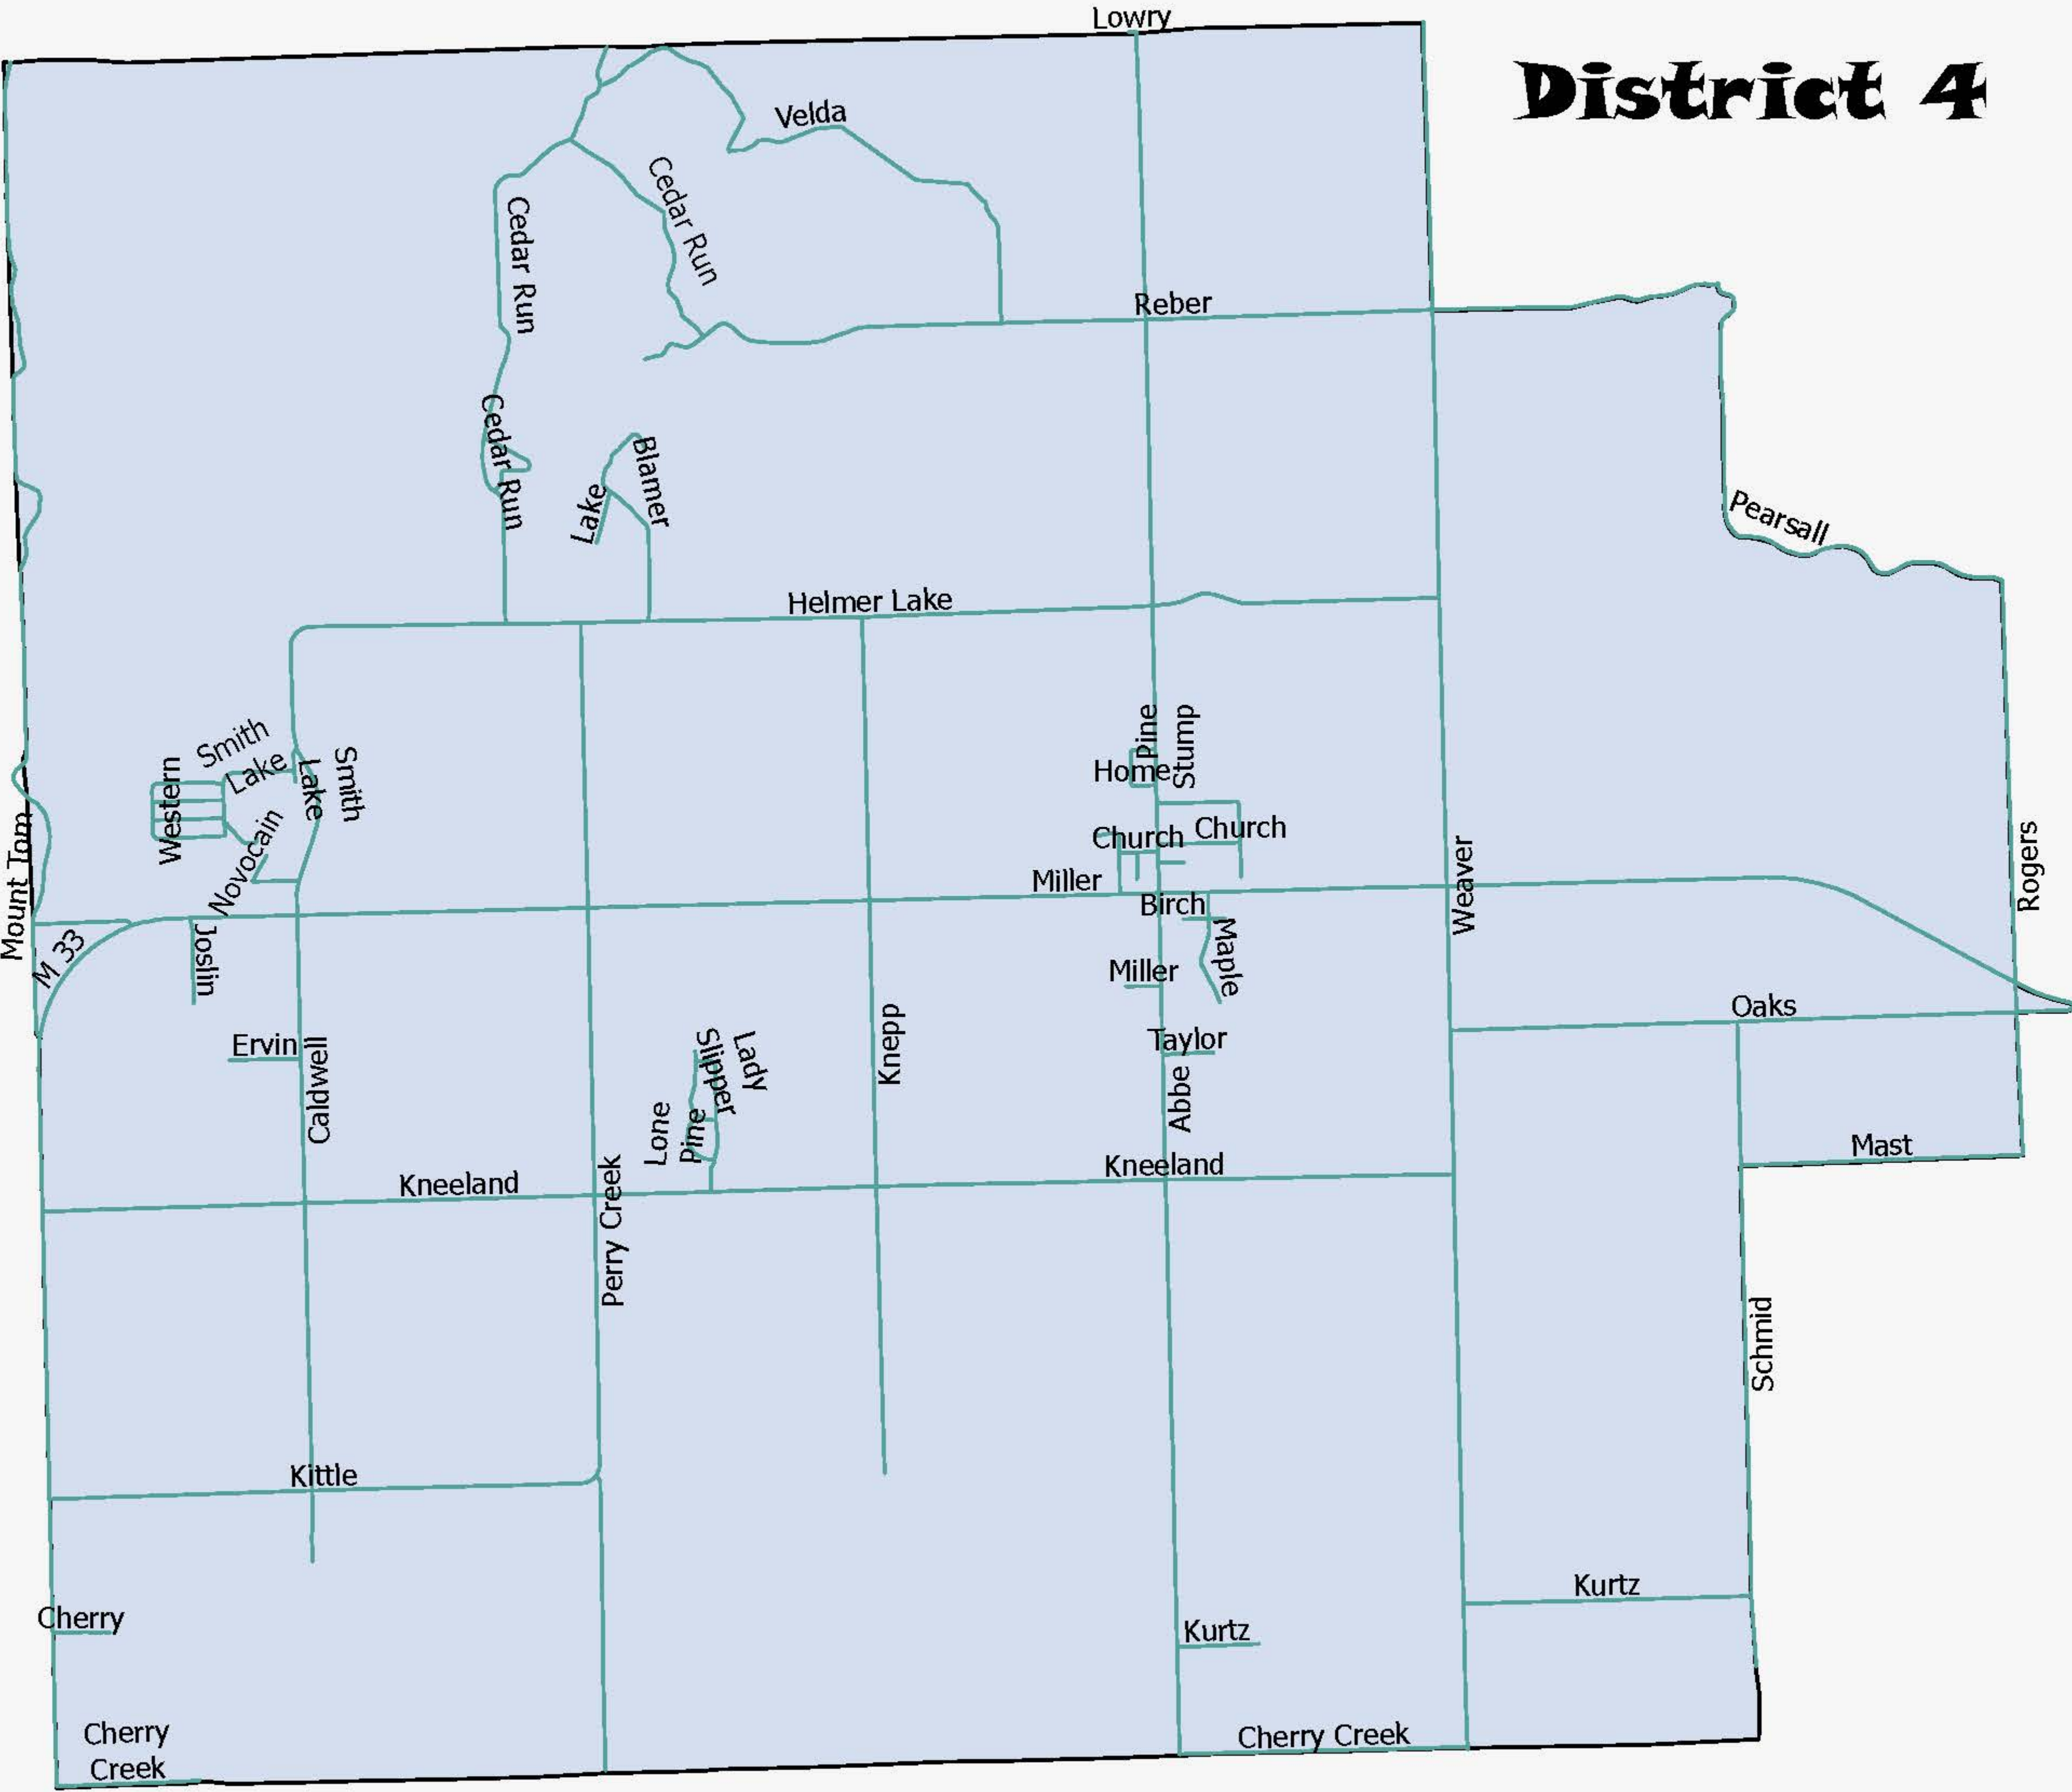 Lowry
District 4
Velda
Cedar Run
Cedar Run
Reber
Cedar Run
Blamer
Lake
Pearsall
Helmer Lake
Smith
Lake
Smith
Lake
Western
Novocain
Pine
Stump
Home
Church
Church
Mount Tom
Miller
Weaver
Rogers
Birch
Maple
M 33
Joslin
Miller
Oaks
Ervin
Caldwell
Lady
Slipper
Knepp
Taylor
Abbe
Lone
Pine
Mast
Kneeland
Kneeland
Perry Creek
Schmid
Kittle
Kurtz
Cherry
Kurtz
Cherry
Creek
Cherry Creek